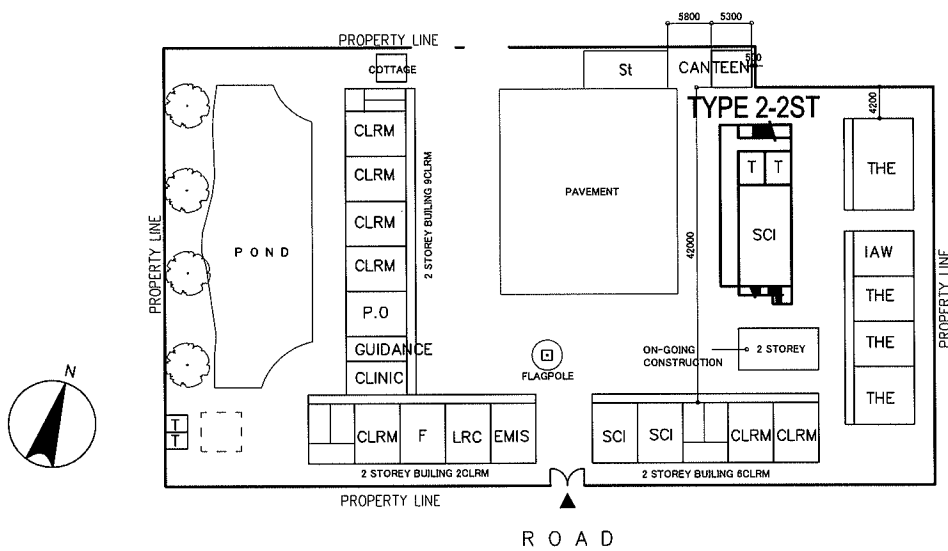 5800
5300
PROPERTY LINE
500
COTTAGE
St
CANTEEN
TYPE 2-2ST
4200
CLRM
CLRM
CLRM
CLRM
P.O
GUIDANCE
CLINIC
2 STOREY BUILING 9CLRM
POND
PROPERTY LINE
PAVEMENT
42000
T
T
SCI
THE
IAW
THE
THE
THE
PROPERTY LINE
ON-GOING
CONSTRUCTION
2 STOREY
FLAGPOLE
N
T
T
CLRM
F
LRC
EMIS
SCI
SCI
CLRM
CLRM
2 STOREY BUILING 2CLRM
2 STOREY BUILING 6CLRM
PROPERTY LINE
ROAD